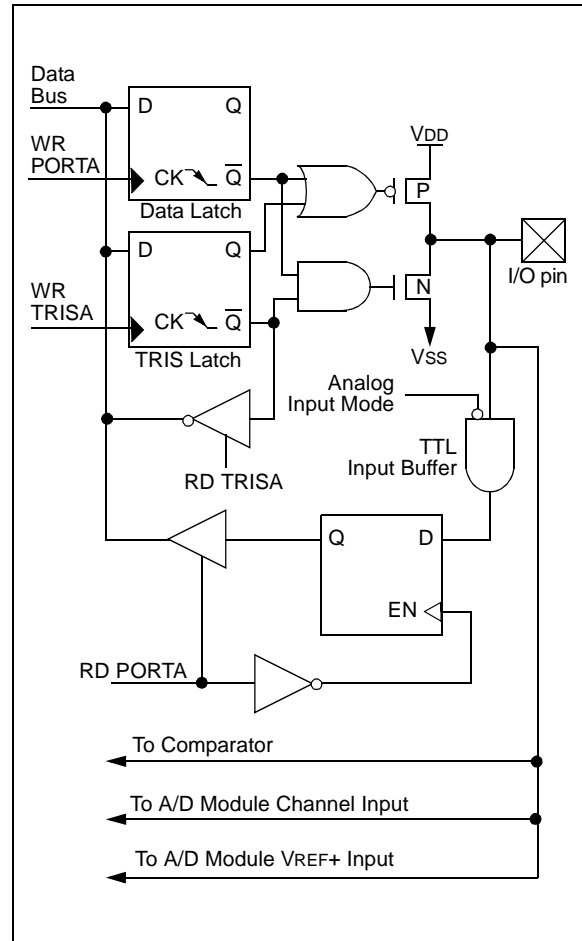 Data
Bus
D Q
WR
PORTA
CK Q
Data Latch
VDD
P
D Q
I/O pin
WR
TRISA
CK Q
N
TRIS Latch
VSS
Analog
Input Mode
TTL
Input Buffer
RD TRISA
Q D
EN
RD PORTA
To Comparator
To A/D Module Channel Input
To A/D Module VREF+ Input